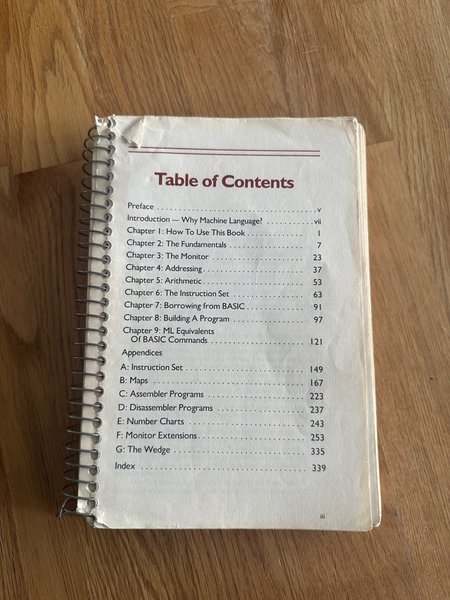 Table of Contents
Preface . . . . . . . . . . . . . . . . . . . . . . . . . . . . . . . . . . . . . v
Introduction — Why Machine Language? . . . . . . . . . . . . vii
Chapter 1: How To Use This Book . . . . . . . . . . . . . . . . . 1
Chapter 2: The Fundamentals . . . . . . . . . . . . . . . . . . . . 7
Chapter 3: The Monitor . . . . . . . . . . . . . . . . . . . . . . . . 23
Chapter 4: Addressing . . . . . . . . . . . . . . . . . . . . . . . . . 37
Chapter 5: Arithmetic . . . . . . . . . . . . . . . . . . . . . . . . . 53
Chapter 6: The Instruction Set . . . . . . . . . . . . . . . . . . . 63
Chapter 7: Borrowing from BASIC . . . . . . . . . . . . . . . . 91
Chapter 8: Building A Program . . . . . . . . . . . . . . . . . . . 97
Chapter 9: ML Equivalents
Of BASIC Commands . . . . . . . . . . . . . . . . . . . . . . . 121
Appendices
A: Instruction Set . . . . . . . . . . . . . . . . . . . . . . . . . . . . 149
B: Maps . . . . . . . . . . . . . . . . . . . . . . . . . . . . . . . . . . . 167
C: Assembler Programs . . . . . . . . . . . . . . . . . . . . . . . . 223
D: Disassembler Programs . . . . . . . . . . . . . . . . . . . . . . 237
E: Number Charts . . . . . . . . . . . . . . . . . . . . . . . . . . . . 243
F: Monitor Extensions . . . . . . . . . . . . . . . . . . . . . . . . . 253
G: The Wedge . . . . . . . . . . . . . . . . . . . . . . . . . . . . . . 335
Index . . . . . . . . . . . . . . . . . . . . . . . . . . . . . . . . . . . . . 339
iii